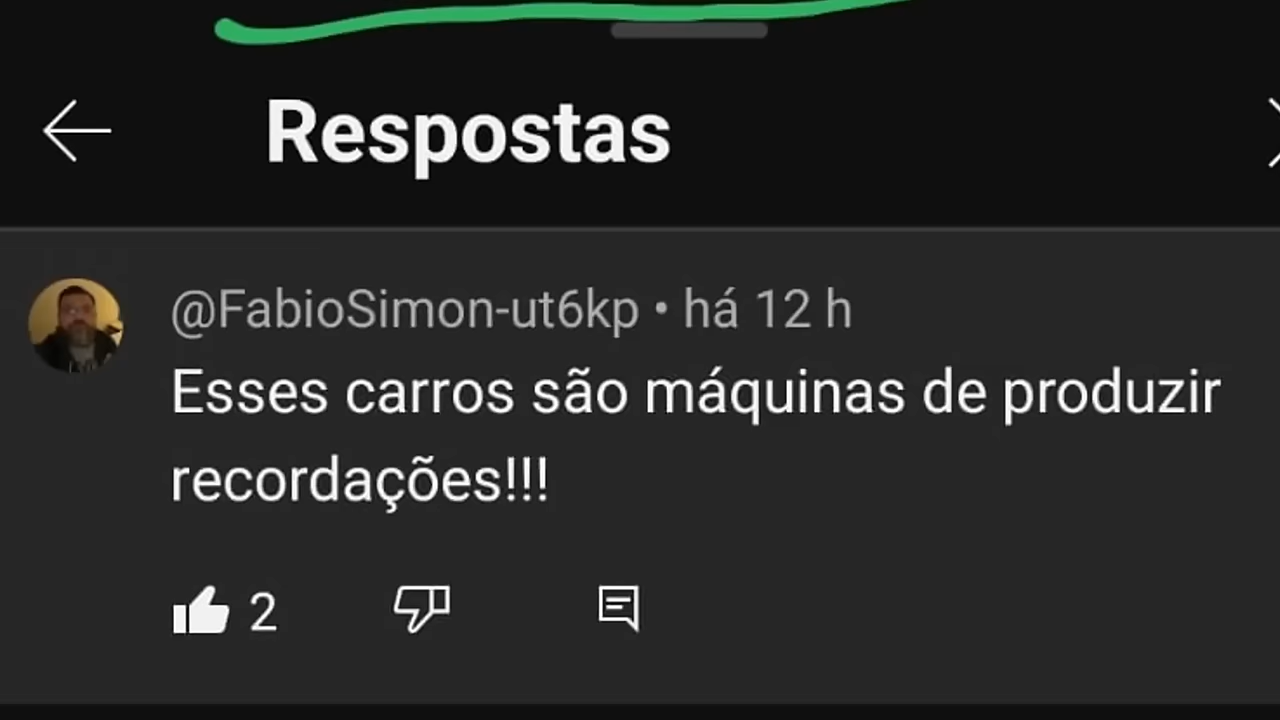 Respostas
@FabioSimon-ut6kp • há 12 h
Esses carros são máquinas de produzir
recordações!!!
2